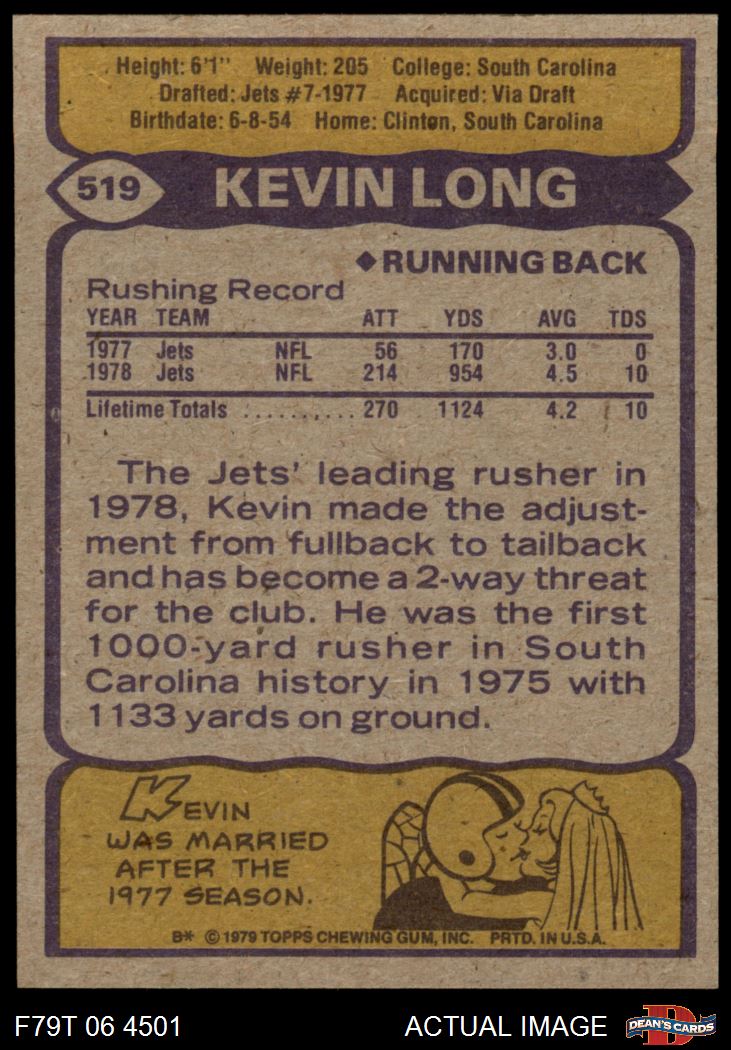 Height: 6'1" Weight: 205 College: South Carolina
Drafted: Jets #7-1977 Acquired: Via Draft
Birthdate: 6-8-54 Home: Clinton, South Carolina
519 KEVIN LONG
◆RUNNING BACK
Rushing Record
YEAR TEAM ATT YDS AVG TDS
1977 Jets NFL 56 170 3.0 0
1978 Jets NFL 214 954 4.5 10
Lifetime Totals .......... 270 1124 4.2 10
The Jets' leading rusher in
1978, Kevin made the adjust-
ment from fullback to tailback
and has become a 2-way threat
for the club. He was the first
1000-yard rusher in South
Carolina history in 1975 with
1133 yards on ground.
KEVIN
WAS MARRIED
AFTER THE
1977 SEASON.
B* © 1979 TOPPS CHEWING GUM, INC. PRTD. IN U.S.A.
F79T 06 4501 ACTUAL IMAGE D DEAN'S CARDS